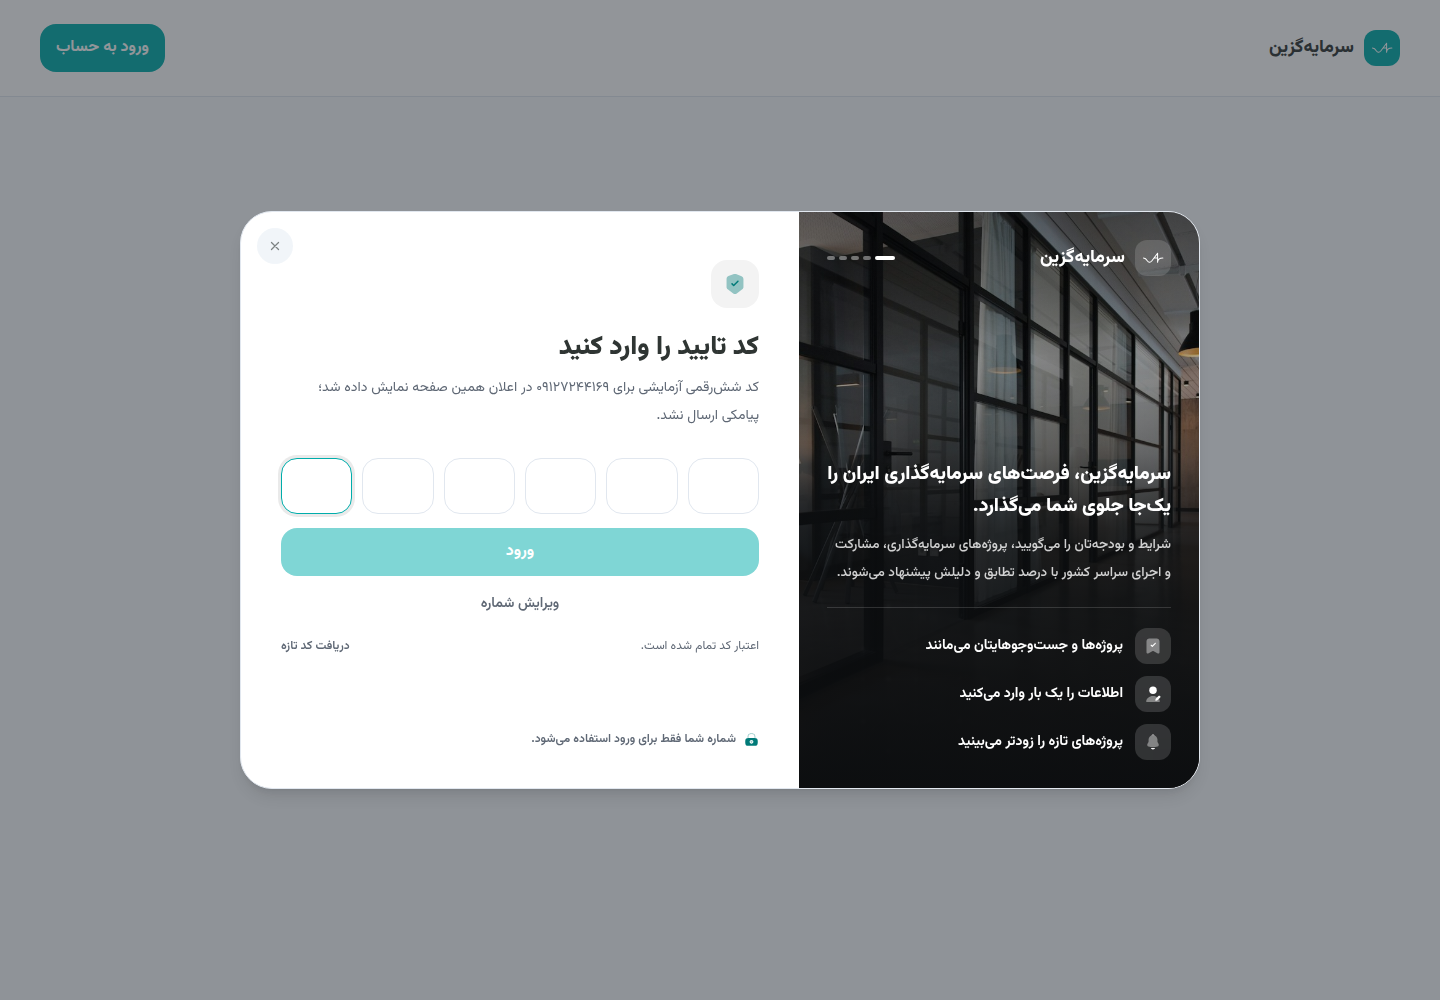 سرمایه‌گزین
ورود به حساب
سرمایه‌گزین
سرمایه‌گزین، فرصت‌های سرمایه‌گذاری ایران را
یک‌جا جلوی شما می‌گذارد.
شرایط و بودجه‌تان را می‌گویید، پروژه‌های سرمایه‌گذاری، مشارکت
و اجرای سراسر کشور با درصد تطابق و دلیلش پیشنهاد می‌شوند.
پروژه‌ها و جست‌وجوهایتان می‌مانند
اطلاعات را یک بار وارد می‌کنید
پروژه‌های تازه را زودتر می‌بینید
کد تایید را وارد کنید
کد شش‌رقمی آزمایشی برای ۰۹۱۲۷۲۴۴۱۶۹ در اعلان همین صفحه نمایش داده شد؛
پیامکی ارسال نشد.
ورود
ویرایش شماره
اعتبار کد تمام شده است.
دریافت کد تازه
شماره شما فقط برای ورود استفاده می‌شود.